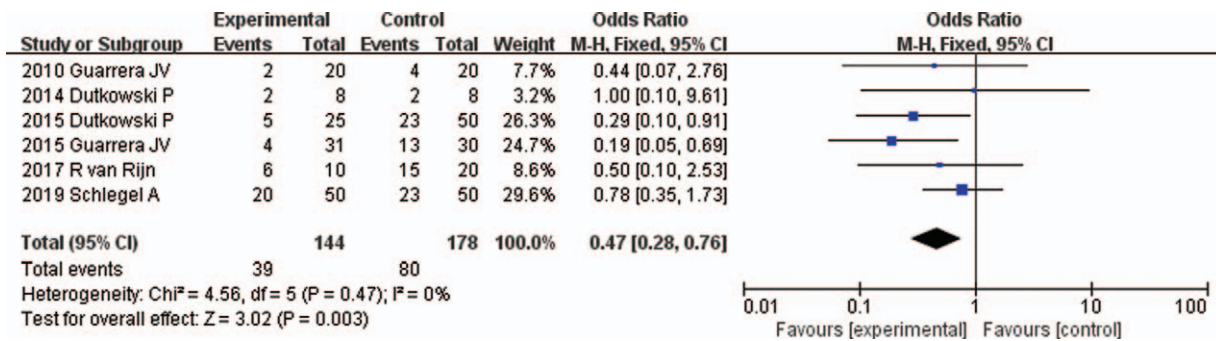 Experimental Control Odds Ratio Odds Ratio
Study or Subgroup Events Total Events Total Weight M-H, Fixed, 95% CI M-H, Fixed, 95% CI
2010 Guarrera JV 2 20 4 20 7.7% 0.44 [0.07, 2.76]
2014 Dutkowski P 2 8 2 8 3.2% 1.00 [0.10, 9.61]
2015 Dutkowski P 5 25 23 50 26.3% 0.29 [0.10, 0.91]
2015 Guarrera JV 4 31 13 30 24.7% 0.19 [0.05, 0.69]
2017 R van Rijn 6 10 15 20 8.6% 0.50 [0.10, 2.53]
2019 Schlegel A 20 50 23 50 29.6% 0.78 [0.35, 1.73]
Total (95% CI) 144 178 100.0% 0.47 [0.28, 0.76]
Total events 39 80
Heterogeneity: Chi² = 4.56, df = 5 (P = 0.47); I² = 0%
Test for overall effect: Z = 3.02 (P = 0.003)
0.01 0.1 1 10 100
Favours [experimental] Favours [control]